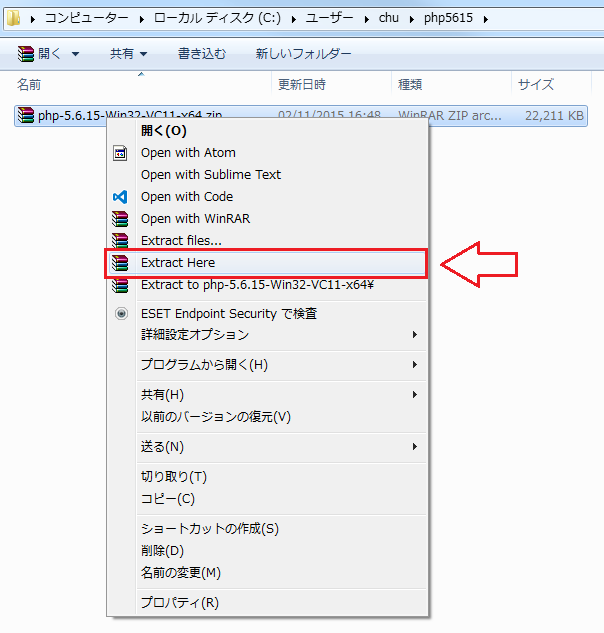 コンピューター ▸ ローカル ディスク (C:) ▸ ユーザー ▸ chu ▸ php5615 ▸
開く ▼ 共有 ▼ 書き込む 新しいフォルダー
名前 更新日時 種類 サイズ
php-5.6.15-Win32-VC11-x64.zip 02/11/2015 16:48 WinRAR ZIP arc... 22,211 KB
開く(O)
Open with Atom
Open with Sublime Text
Open with Code
Open with WinRAR
Extract files...
Extract Here
Extract to php-5.6.15-Win32-VC11-x64¥
ESET Endpoint Security で検査
詳細設定オプション
プログラムから開く(H)
共有(H)
以前のバージョンの復元(V)
送る(N)
切り取り(T)
コピー(C)
ショートカットの作成(S)
削除(D)
名前の変更(M)
プロパティ(R)